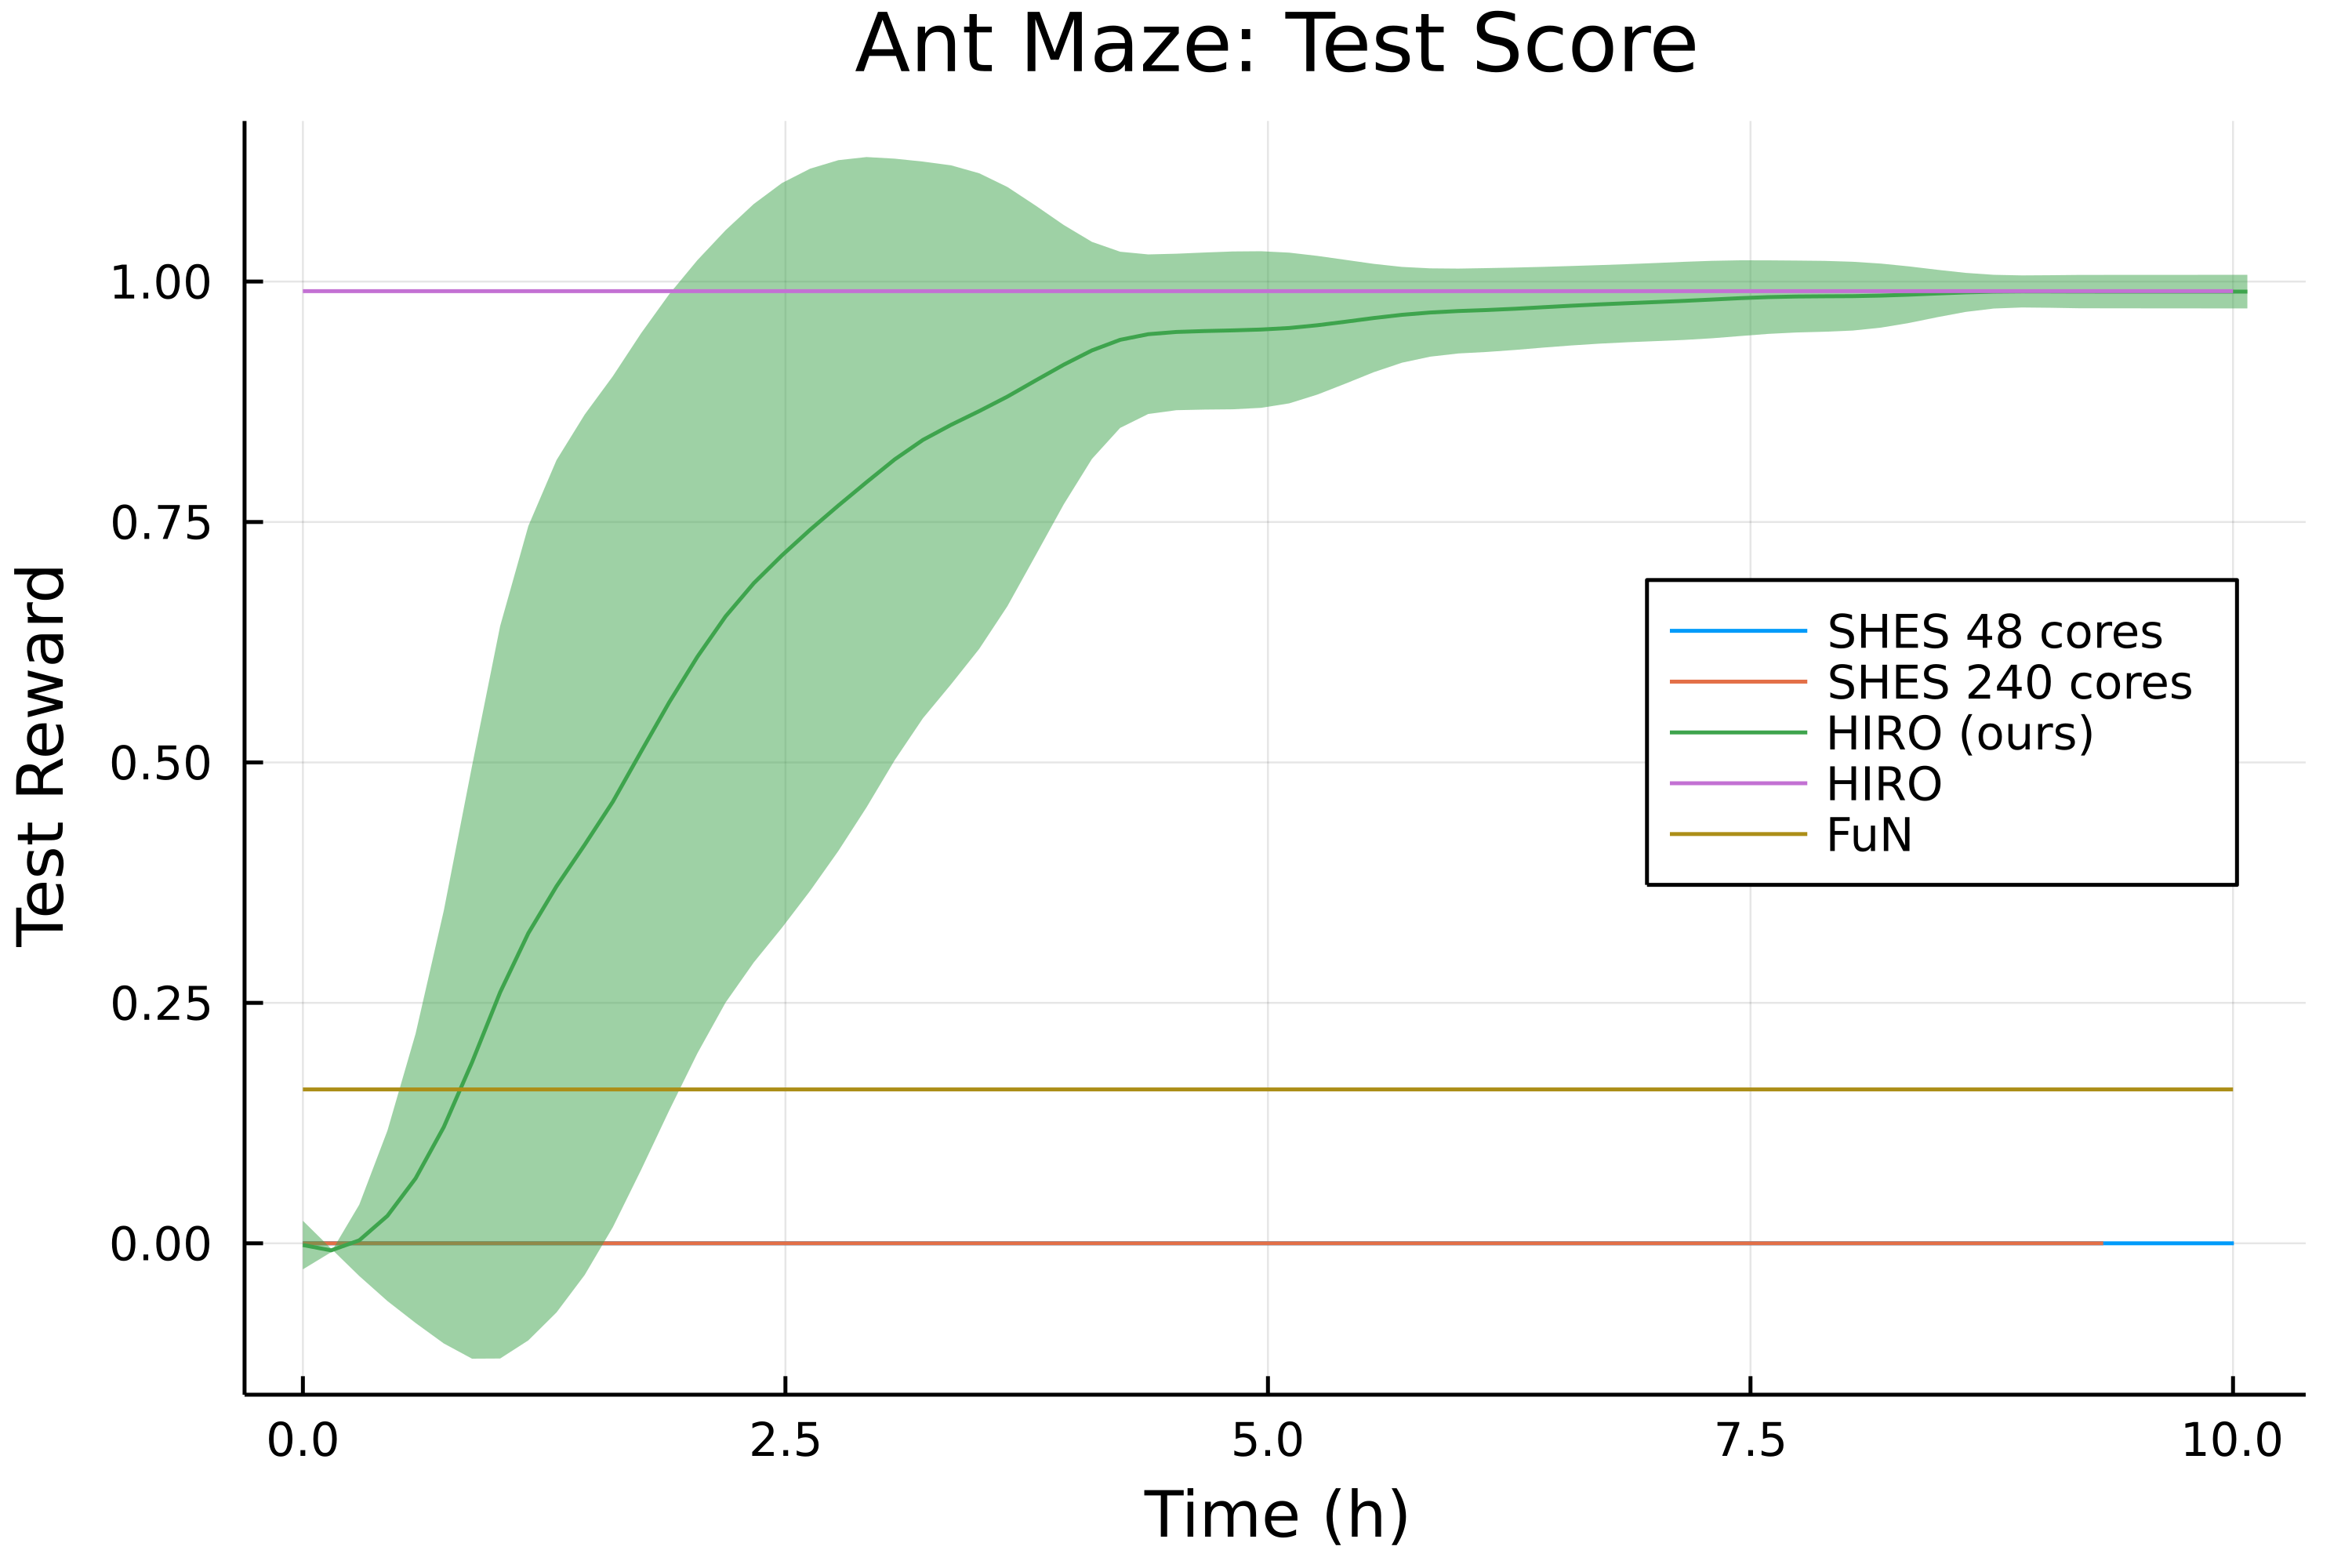 Ant Maze: Test Score
Test Reward
1.00
0.75
0.50
0.25
0.00
SHES 48 cores
SHES 240 cores
HIRO (ours)
HIRO
FuN
0.0 2.5 5.0 7.5 10.0
Time (h)